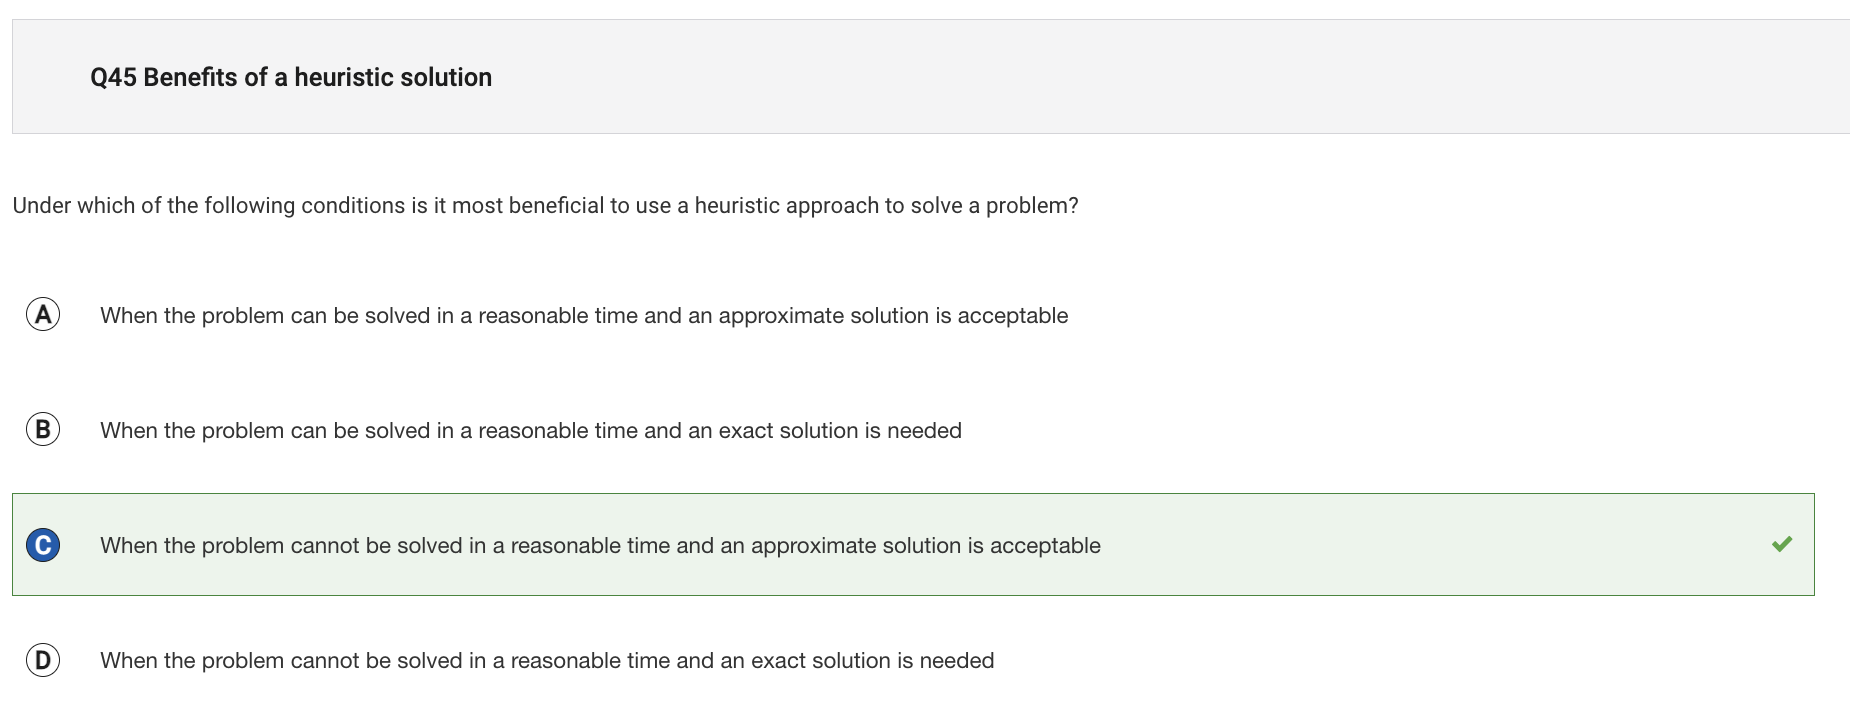 Q45 Benefits of a heuristic solution
Under which of the following conditions is it most beneficial to use a heuristic approach to solve a problem?
A When the problem can be solved in a reasonable time and an approximate solution is acceptable
B When the problem can be solved in a reasonable time and an exact solution is needed
C When the problem cannot be solved in a reasonable time and an approximate solution is acceptable
D When the problem cannot be solved in a reasonable time and an exact solution is needed